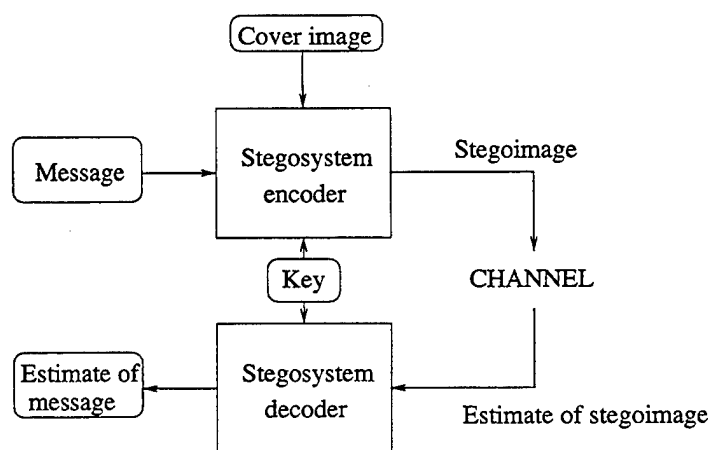 Cover image
Message
Stegosystem
encoder
Stegoimage
Key
CHANNEL
Estimate of
message
Stegosystem
decoder
Estimate of stegoimage